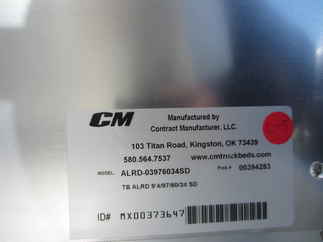 CM
Manufactured by
Contract Manufacturer, LLC.
103 Titan Road, Kingston, OK 73439
580.564.7537 www.cmtruckbeds.com
MODEL: ALRD-03976034SD Pick # 00394283
TB ALRD 9'4/97/60/34 SD
ID# MX00373647